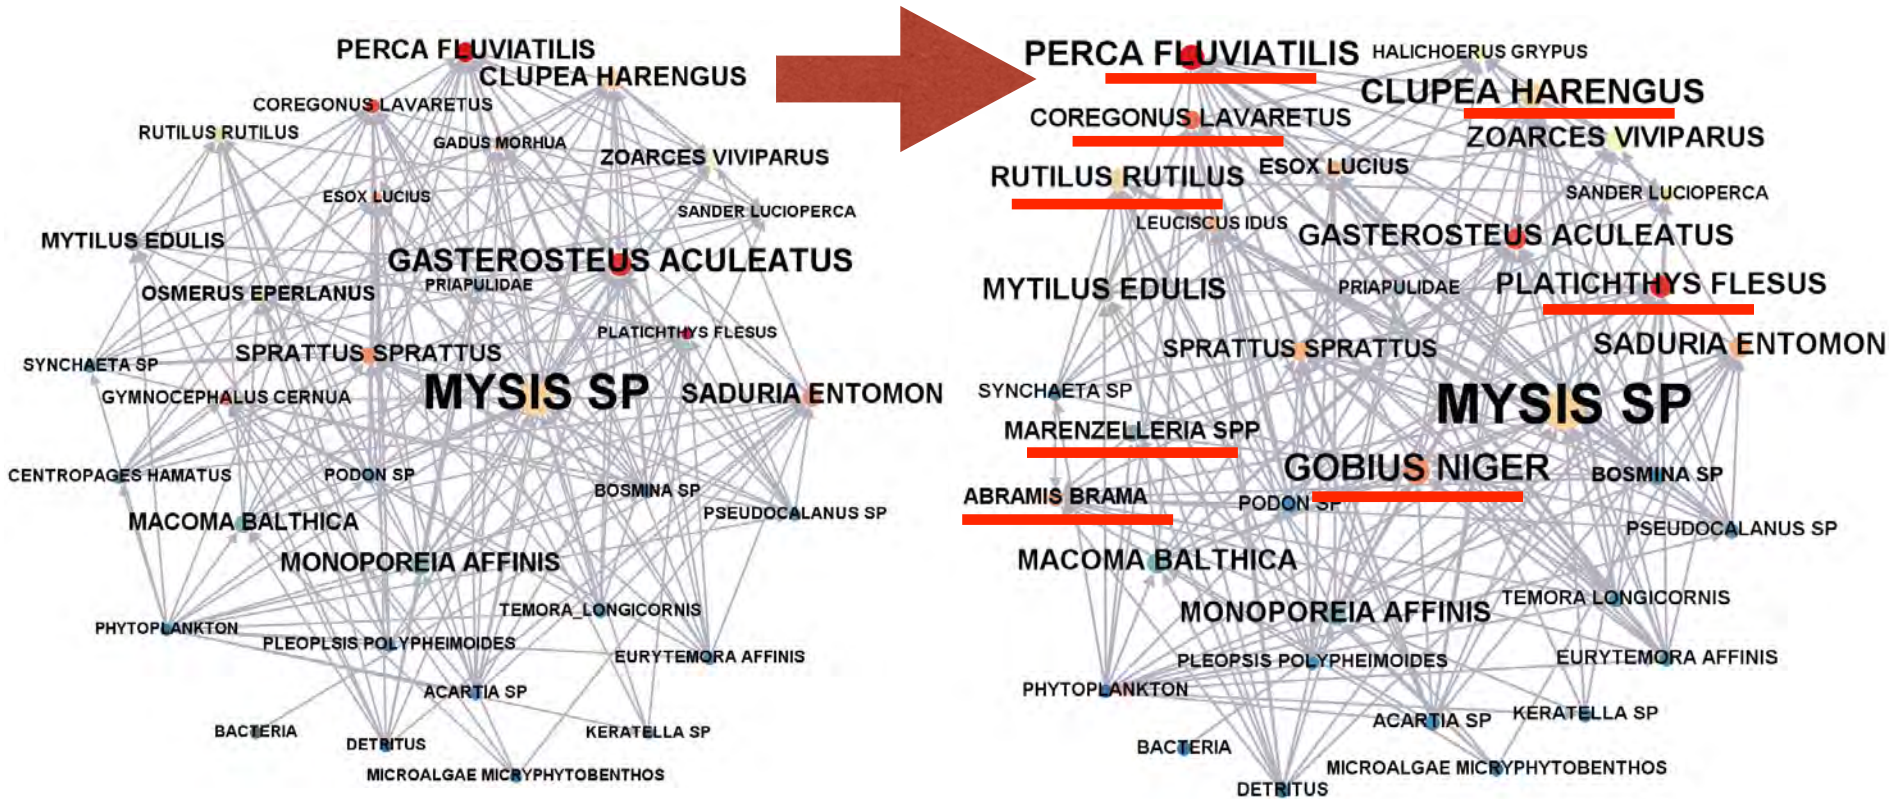 PERCA FLUVIATILIS
CLUPEA HARENGUS
COREGONUS LAVARETUS
RUTILUS RUTILUS
GADUS MORHUA
ZOARCES VIVIPARUS
ESOX LUCIUS
SANDER LUCIOPERCA
MYTILUS EDULIS
GASTEROSTEUS ACULEATUS
PRIAPULIDAE
OSMERUS EPERLANUS
PLATICHTHYS FLESUS
SPRATTUS SPRATTUS
SYNCHAETA SP
GYMNOCEPHALUS CERNUA
MYSIS SP
SADURIA ENTOMON
CENTROPAGES HAMATUS
PODON SP
BOSMINA SP
PSEUDOCALANUS SP
MACOMA BALTHICA
MONOPOREIA AFFINIS
TEMORA_LONGICORNIS
PHYTOPLANKTON
PLEOPLSIS POLYPHEIMOIDES
EURYTEMORA AFFINIS
ACARTIA SP
BACTERIA
DETRITUS
KERATELLA SP
MICROALGAE MICRYPHYTOBENTHOS
PERCA FLUVIATILIS
HALICHOERUS GRYPUS
CLUPEA HARENGUS
COREGONUS LAVARETUS
ZOARCES VIVIPARUS
ESOX LUCIUS
RUTILUS RUTILUS
SANDER LUCIOPERCA
LEUCISCUS IDUS
GASTEROSTEUS ACULEATUS
MYTILUS EDULIS
PRIAPULIDAE
PLATICHTHYS FLESUS
SPRATTUS SPRATTUS
SADURIA ENTOMON
SYNCHAETA SP
MYSIS SP
MARENZELLERIA SPP
GOBIUS NIGER
BOSMINA SP
ABRAMIS BRAMA
PODON SP
PSEUDOCALANUS SP
MACOMA BALTHICA
TEMORA LONGICORNIS
MONOPOREIA AFFINIS
PLEOPSIS POLYPHEIMOIDES
EURYTEMORA AFFINIS
PHYTOPLANKTON
ACARTIA SP
KERATELLA SP
BACTERIA
MICROALGAE MICRYPHYTOBENTHOS
DETRITUS